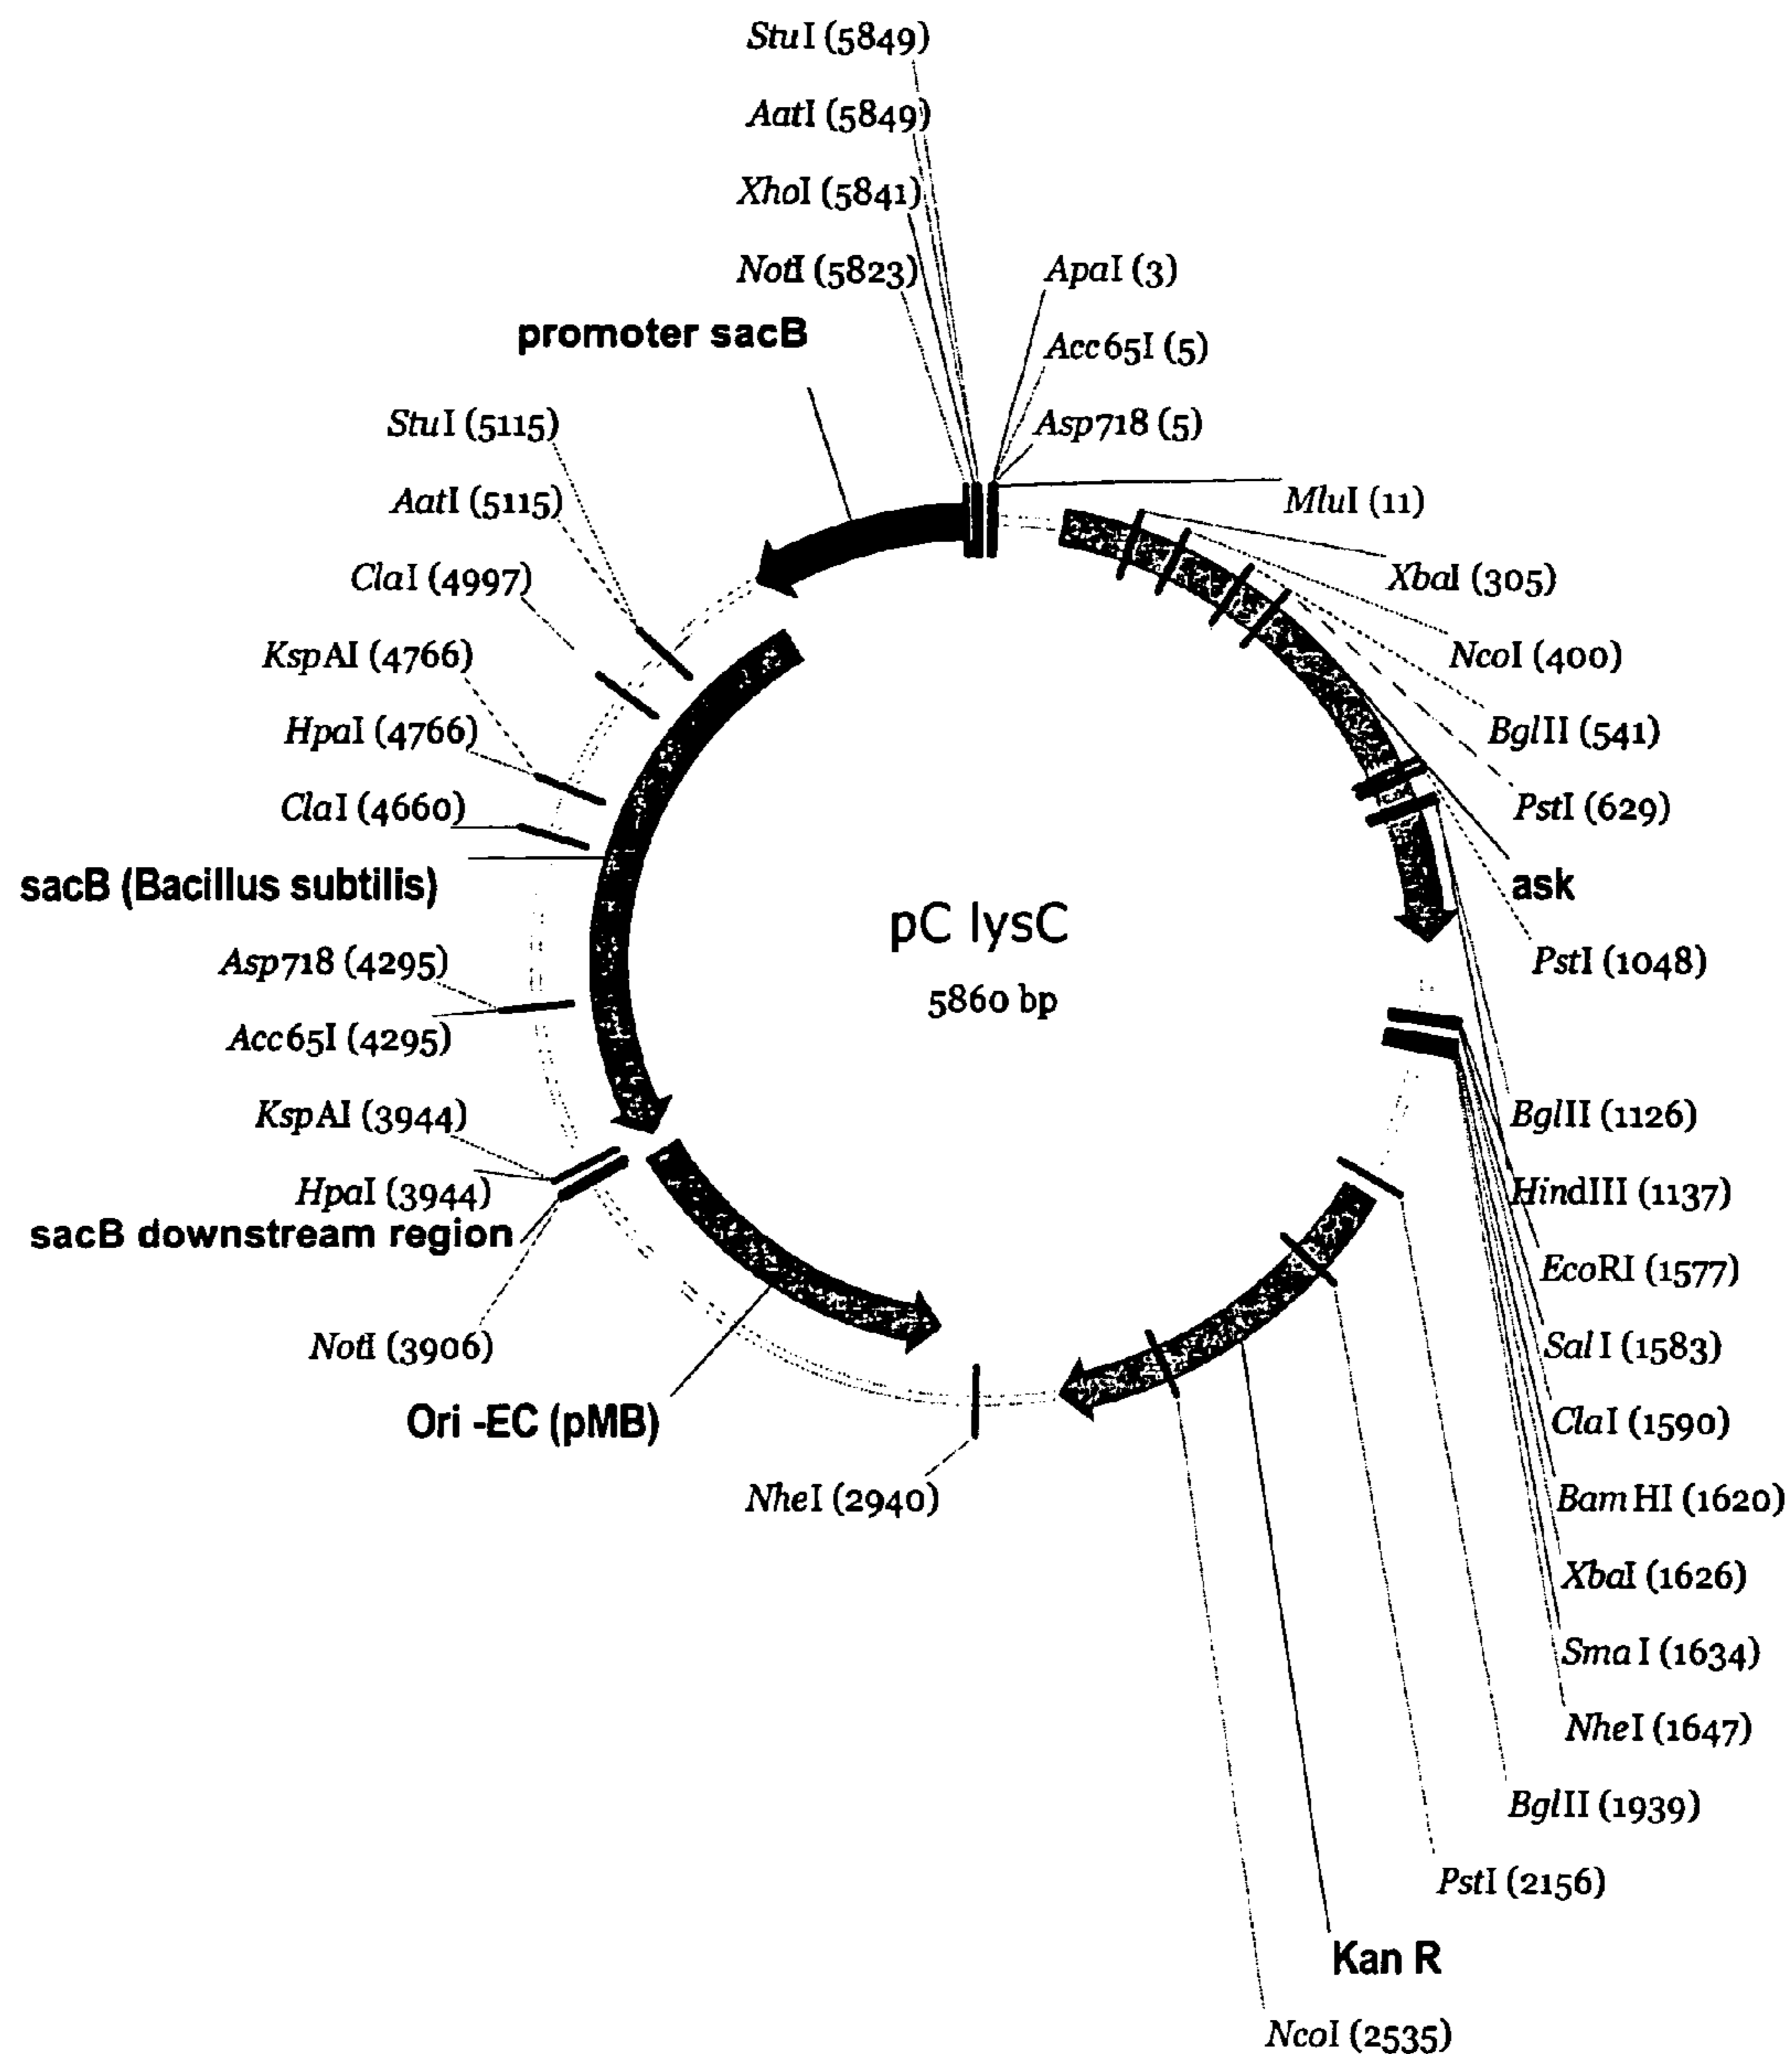 StuI (5849)
AatI (5849)
XhoI (5841)
NotI (5823)
promoter sacB
StuI (5115)
AatI (5115)
ClaI (4997)
KspAI (4766)
HpaI (4766)
ClaI (4660)
sacB (Bacillus subtilis)
Asp718 (4295)
Acc65I (4295)
KspAI (3944)
HpaI (3944)
sacB downstream region
NotI (3906)
Ori -EC (pMB)
NheI (2940)
pC lysC
5860 bp
ApaI (3)
Acc65I (5)
Asp718 (5)
MluI (11)
XbaI (305)
NcoI (400)
BglII (541)
PstI (629)
ask
PstI (1048)
BglII (1126)
HindIII (1137)
EcoRI (1577)
SalI (1583)
ClaI (1590)
BamHI (1620)
XbaI (1626)
SmaI (1634)
NheI (1647)
BglII (1939)
PstI (2156)
Kan R
NcoI (2535)